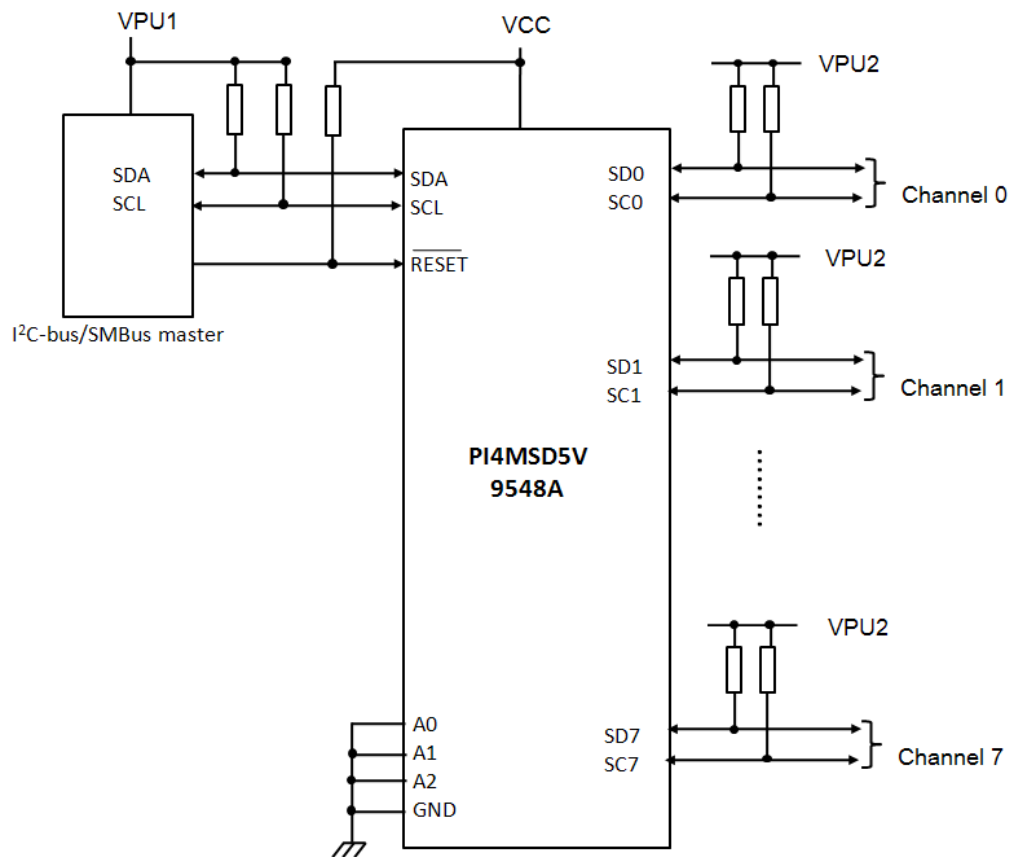 VPU1
VCC
VPU2
SDA
SCL
SDA
SCL
RESET
I²C-bus/SMBus master
SD0
SC0
Channel 0
VPU2
SD1
SC1
Channel 1
PI4MSD5V
9548A
VPU2
A0
A1
A2
GND
SD7
SC7
Channel 7